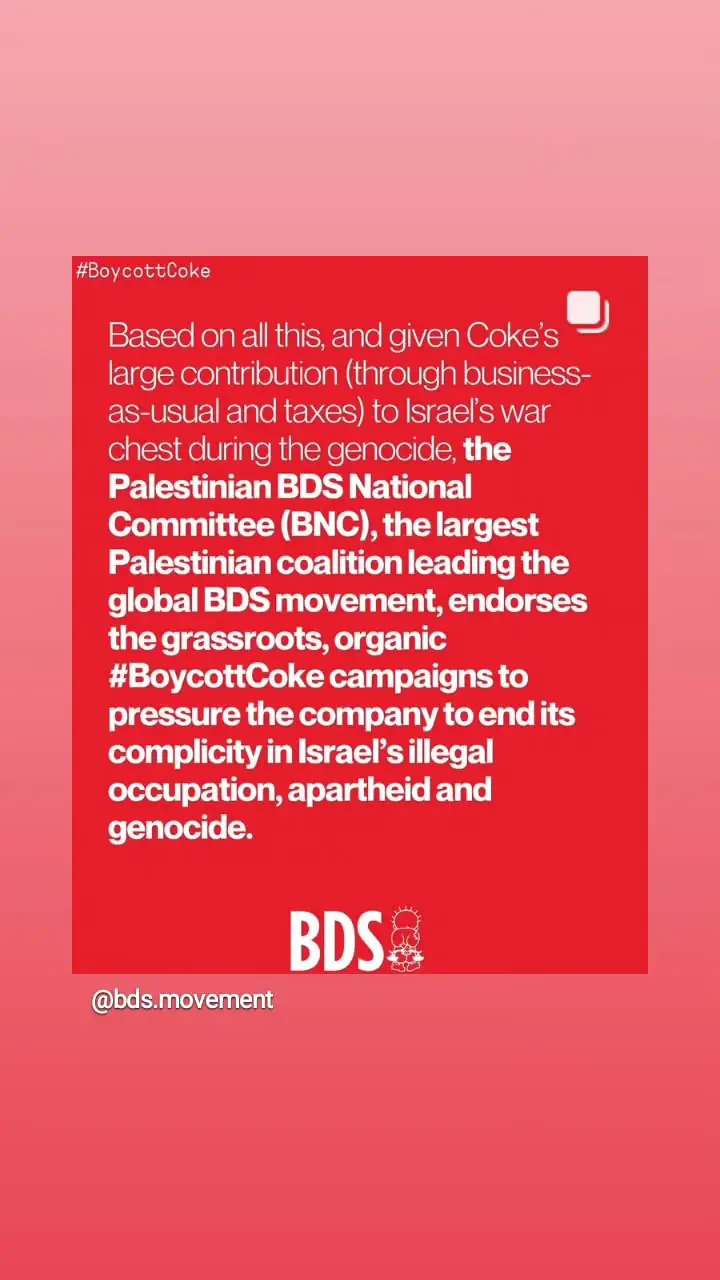 #BoycottCoke
Based on all this, and given Coke’s
large contribution (through business-
as-usual and taxes) to Israel’s war
chest during the genocide, the
Palestinian BDS National
Committee (BNC), the largest
Palestinian coalition leading the
global BDS movement, endorses
the grassroots, organic
#BoycottCoke campaigns to
pressure the company to end its
complicity in Israel’s illegal
occupation, apartheid and
genocide.
BDS
@bds.movement